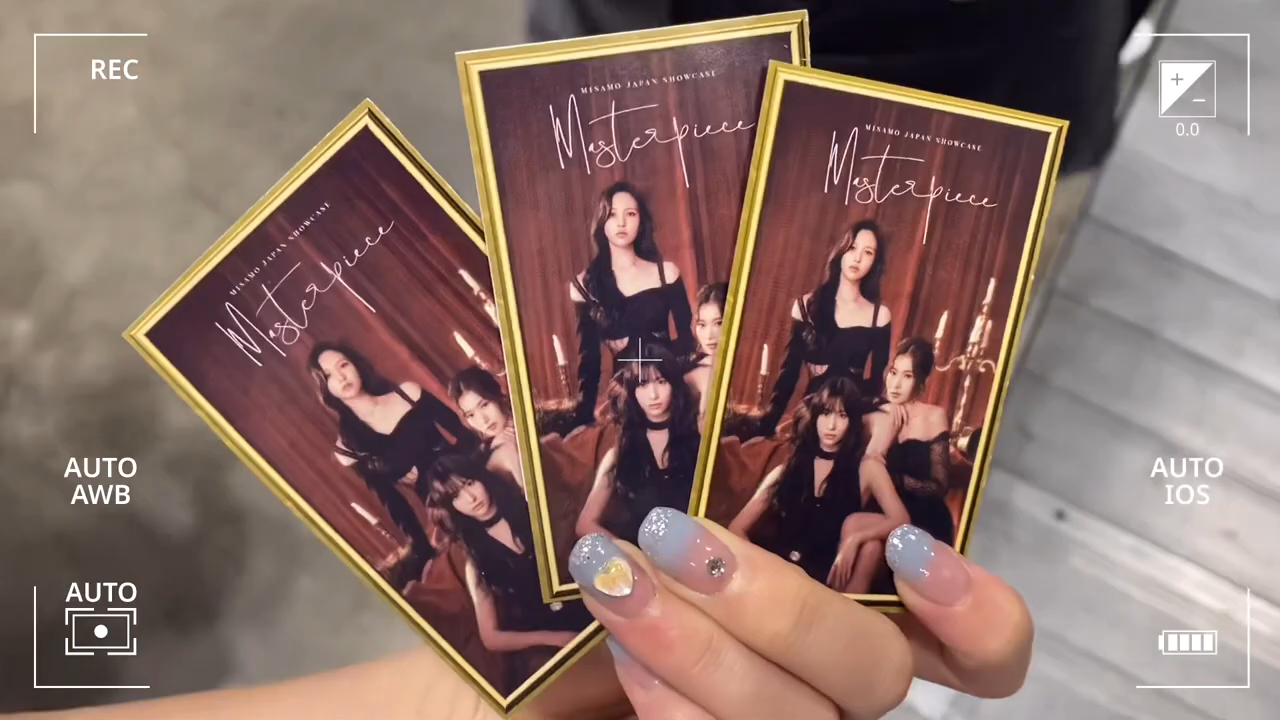 REC
0.0
MISAMO JAPAN SHOWCASE
Masterpiece
MISAMO JAPAN SHOWCASE
Masterpiece
MISAMO JAPAN SHOWCASE
Masterpiece
AUTO
AWB
AUTO
IOS
AUTO